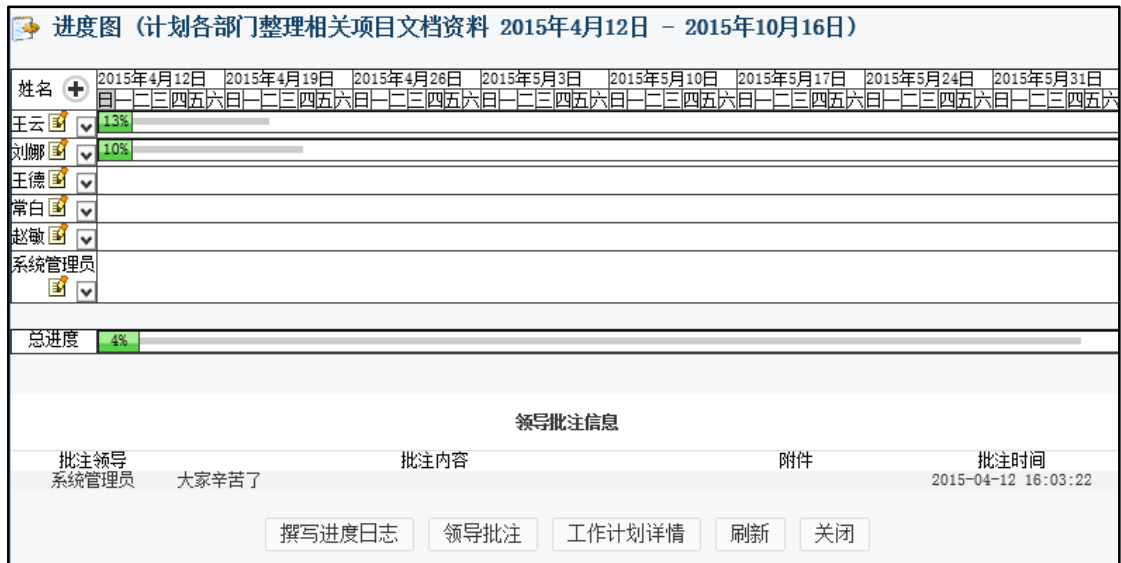 进度图（计划各部门整理相关项目文档资料 2015年4月12日 - 2015年10月16日）
姓名 2015年4月12日 2015年4月19日 2015年4月26日 2015年5月3日 2015年5月10日 2015年5月17日 2015年5月24日 2015年5月31日
日一二三四五六日一二三四五六日一二三四五六日一二三四五六日一二三四五六日一二三四五六日一二三四五六日一二三四五六
王云 13%
刘娜 10%
王德
常白
赵敏
系统管理员
总进度 4%
领导批注信息
批注领导 批注内容 附件 批注时间
系统管理员 大家辛苦了 2015-04-12 16:03:22
撰写进度日志 领导批注 工作计划详情 刷新 关闭